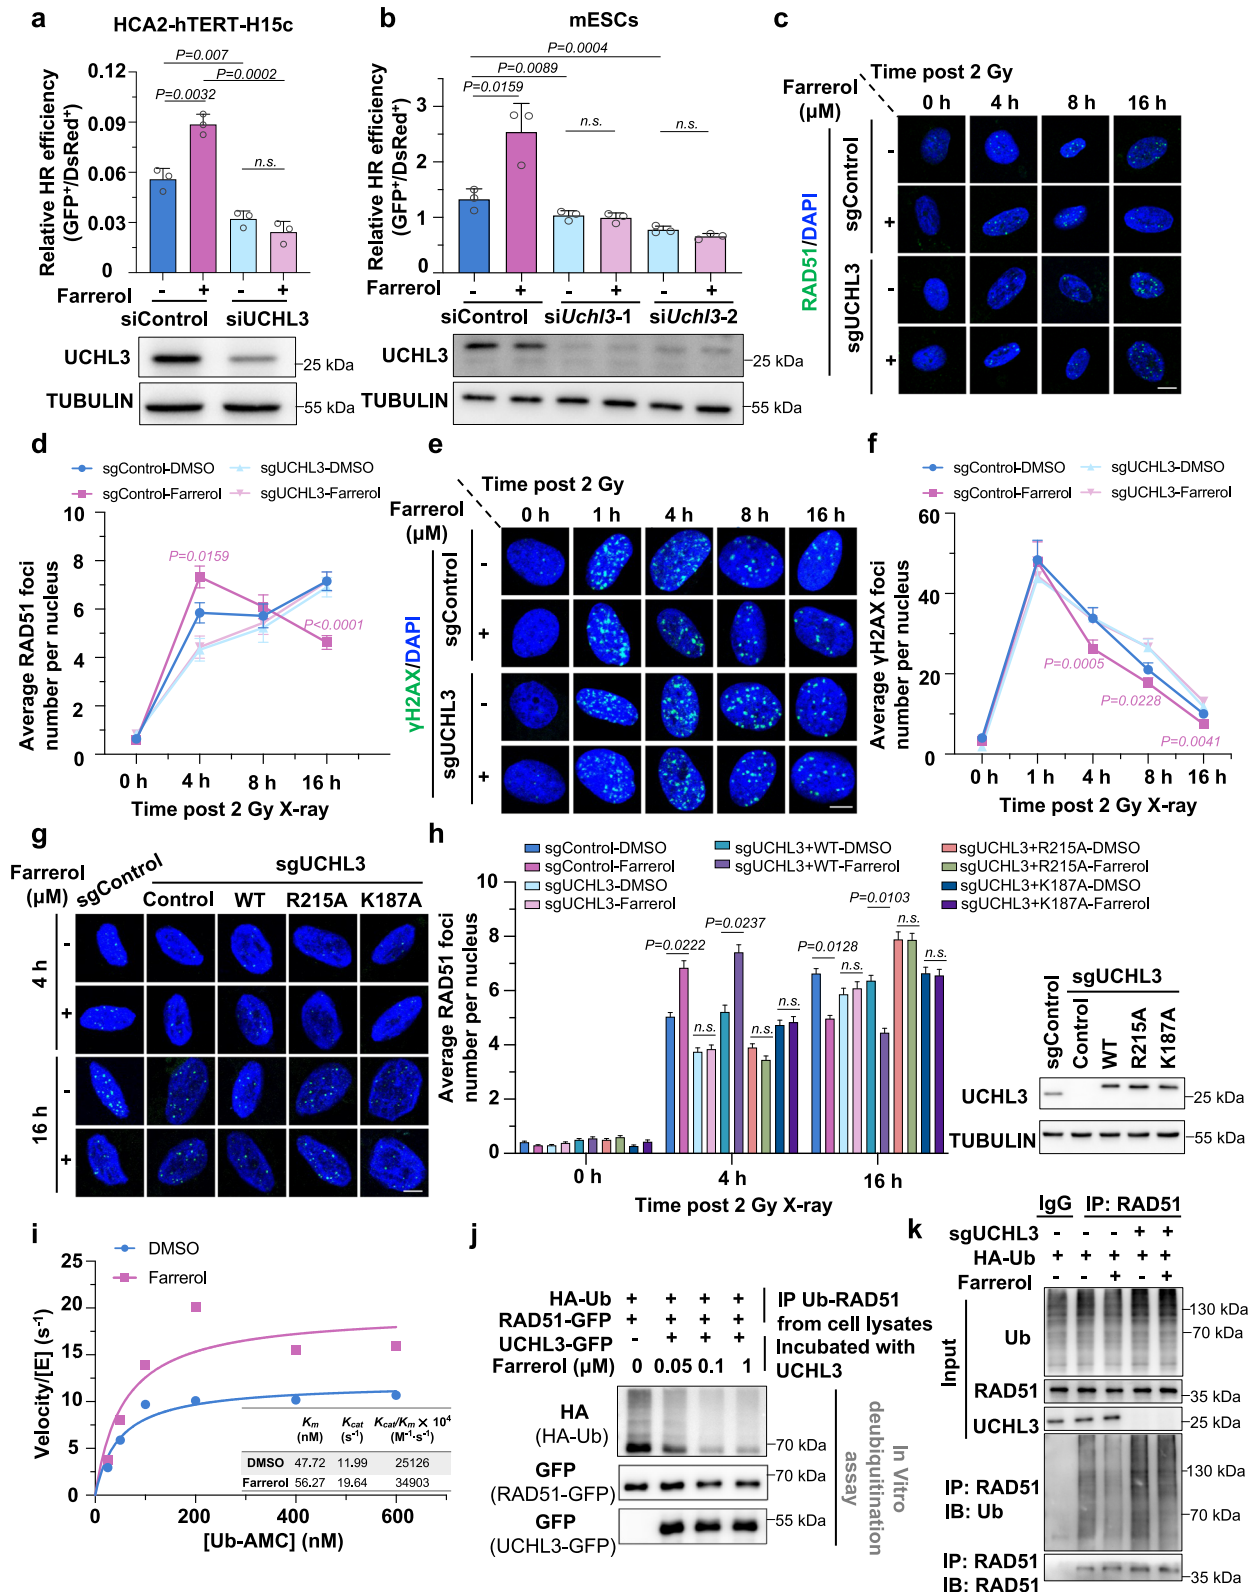 a
HCA2-hTERT-H15c
Relative HR efficiency
(GFP⁺/DsRed⁺)
P=0.007
P=0.0002
P=0.0032
n.s.
0.12
0.09
0.06
0.03
0
Farrerol - + - +
siControl siUCHL3
UCHL3
25 kDa
TUBULIN
55 kDa
b
mESCs
Relative HR efficiency
(GFP⁺/DsRed⁺)
P=0.0004
P=0.0089
P=0.0159
n.s. n.s.
3
2
1
0
Farrerol - + - + - +
siControl siUchl3-1 siUchl3-2
UCHL3
25 kDa
TUBULIN
55 kDa
c
Time post 2 Gy
Farrerol
(μM)
0 h 4 h 8 h 16 h
RAD51/DAPI
sgControl
-
+
sgUCHL3
-
+
d
sgControl-DMSO sgUCHL3-DMSO
sgControl-Farrerol sgUCHL3-Farrerol
Average RAD51 foci
number per nucleus
10
8
6
4
2
0
P=0.0159
P<0.0001
0 h 4 h 8 h 16 h
Time post 2 Gy X-ray
e
Time post 2 Gy
Farrerol
(μM)
0 h 1 h 4 h 8 h 16 h
γH2AX/DAPI
sgControl
-
+
sgUCHL3
-
+
f
sgControl-DMSO sgUCHL3-DMSO
sgControl-Farrerol sgUCHL3-Farrerol
Average γH2AX foci
number per nucleus
60
40
20
0
P=0.0005
P=0.0228
P=0.0041
0 h 1 h 4 h 8 h 16 h
Time post 2 Gy X-ray
g
Farrerol
(μM)
sgControl
sgUCHL3
Control WT R215A K187A
4 h
-
+
16 h
-
+
h
sgControl-DMSO sgUCHL3+WT-DMSO sgUCHL3+R215A-DMSO
sgControl-Farrerol sgUCHL3+WT-Farrerol sgUCHL3+R215A-Farrerol
sgUCHL3-DMSO sgUCHL3+K187A-DMSO
sgUCHL3-Farrerol sgUCHL3+K187A-Farrerol
Average RAD51 foci
number per nucleus
10
8
6
4
2
0
P=0.0222
n.s.
P=0.0237
n.s.
n.s.
P=0.0128
n.s.
P=0.0103
n.s.
n.s.
0 h 4 h 16 h
Time post 2 Gy X-ray
sgUCHL3
sgControl
Control
WT
R215A
K187A
UCHL3
25 kDa
TUBULIN
55 kDa
i
DMSO
Farrerol
Velocity/[E] (s⁻¹)
25
20
15
10
5
0
Km (nM) Kcat (s⁻¹) Kcat/Km × 10⁴ (M⁻¹·s⁻¹)
DMSO 47.72 11.99 25126
Farrerol 56.27 19.64 34903
0 200 400 600
[Ub-AMC] (nM)
j
HA-Ub + + + +
RAD51-GFP + + + +
UCHL3-GFP - + + +
Farrerol (μM) 0 0.05 0.1 1
IP Ub-RAD51
from cell lysates
Incubated with
UCHL3
HA
(HA-Ub)
70 kDa
GFP
(RAD51-GFP)
70 kDa
GFP
(UCHL3-GFP)
55 kDa
In Vitro
deubiquitination
assay
k
IgG IP: RAD51
sgUCHL3 - - - + +
HA-Ub + + + + +
Farrerol - - + - +
Input
Ub
130 kDa
70 kDa
RAD51
35 kDa
UCHL3
25 kDa
IP: RAD51
IB: Ub
130 kDa
70 kDa
IP: RAD51
IB: RAD51
35 kDa